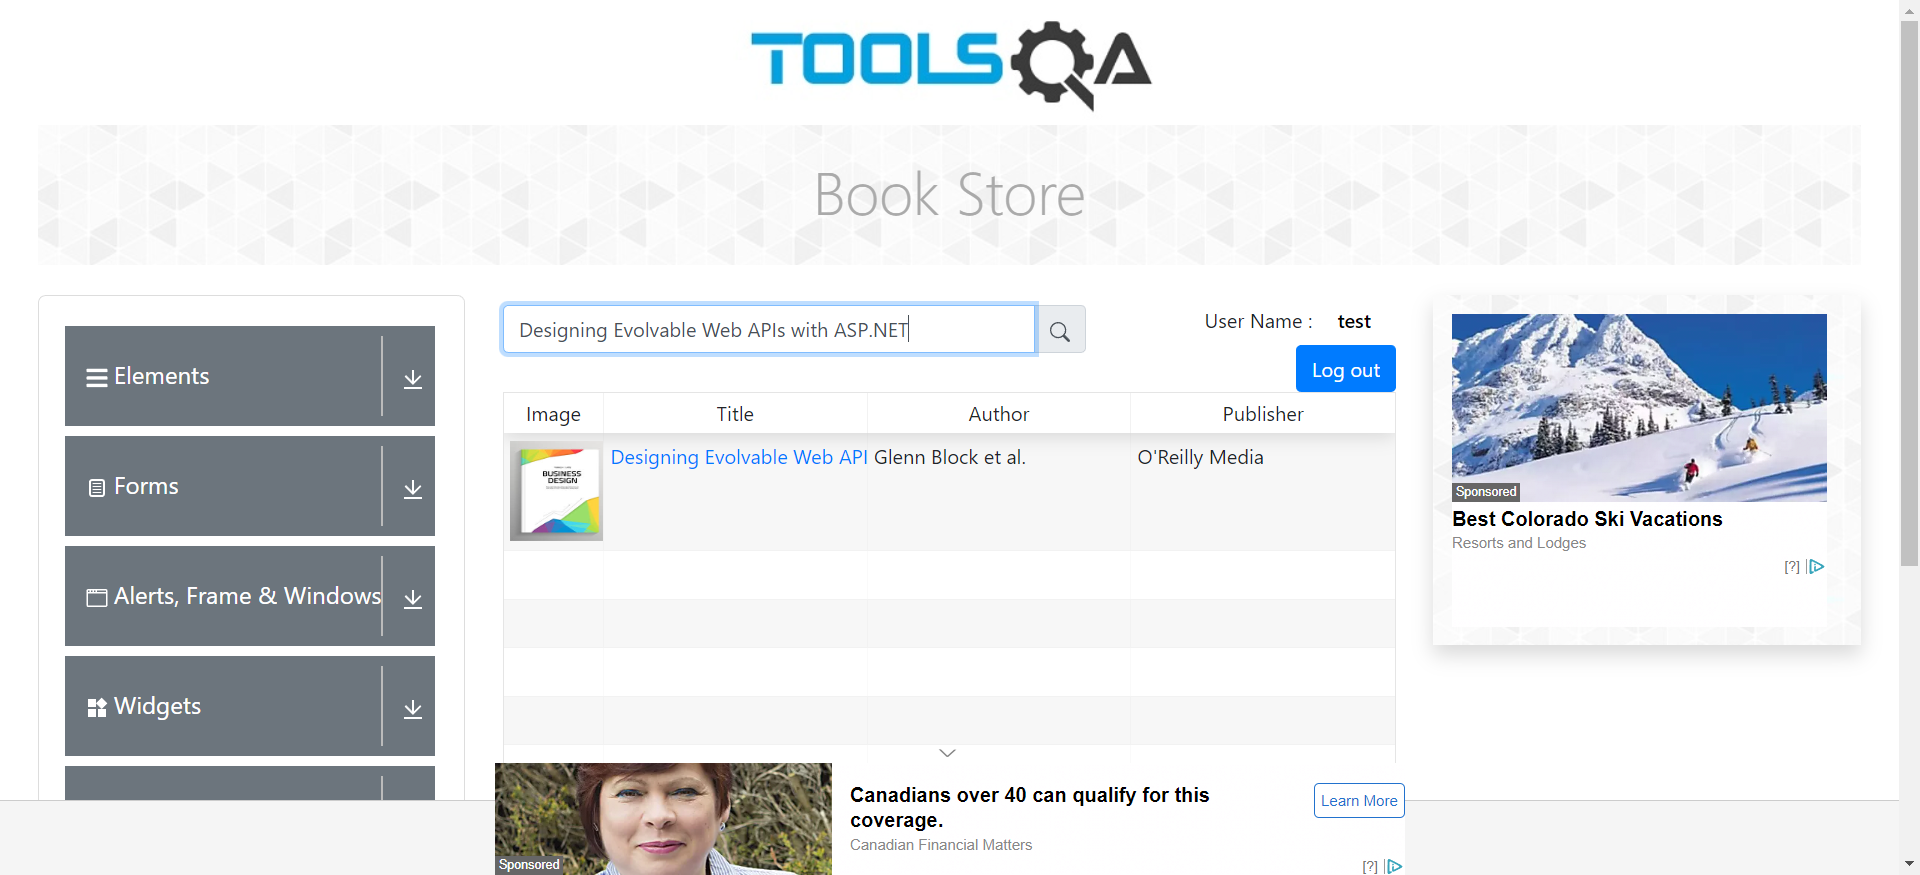 TOOLSQA
Book Store
Elements
Forms
Alerts, Frame & Windows
Widgets
Designing Evolvable Web APIs with ASP.NET
User Name : test
Log out
Image Title Author Publisher
BUSINESS
DESIGN
Designing Evolvable Web API Glenn Block et al. O'Reilly Media
Sponsored
Best Colorado Ski Vacations
Resorts and Lodges
[?]
Sponsored
Canadians over 40 can qualify for this
coverage.
Canadian Financial Matters
Learn More
[?]